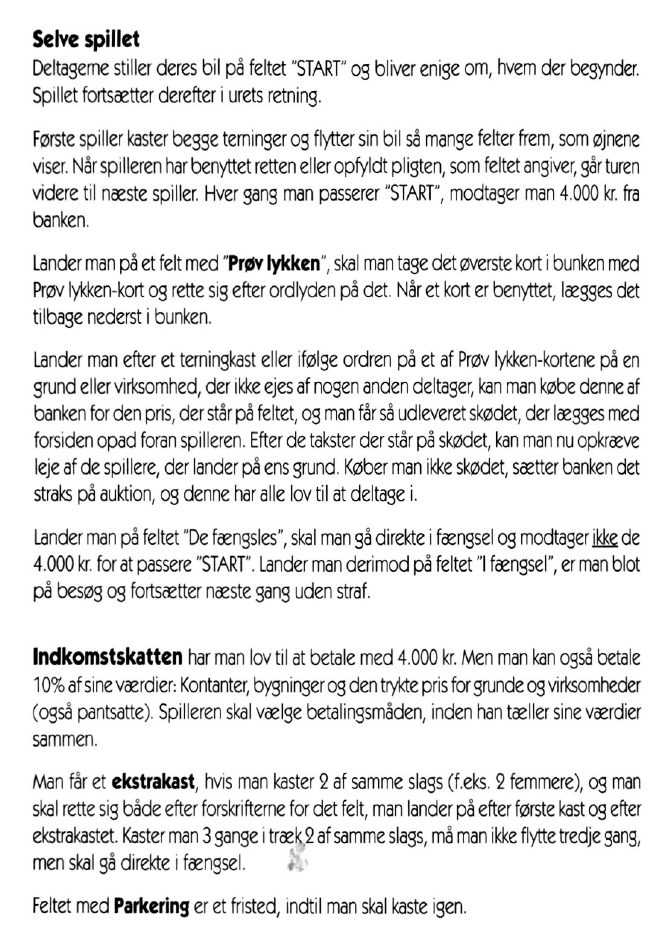 Selve spillet
Deltagerne stiller deres bil på feltet "START" og bliver enige om, hvem der begynder.
Spillet fortsætter derefter i urets retning.
Første spiller kaster begge terninger og flytter sin bil så mange felter frem, som øjnene
viser. Når spilleren har benyttet retten eller opfyldt pligten, som feltet angiver, går turen
videre til næste spiller. Hver gang man passerer "START", modtager man 4.000 kr. fra
banken.
Lander man på et felt med "Prøv lykken", skal man tage det øverste kort i bunken med
Prøv lykken-kort og rette sig efter ordlyden på det. Når et kort er benyttet, lægges det
tilbage nederst i bunken.
Lander man efter et terningkast eller ifølge ordren på et af Prøv lykken-kortene på en
grund eller virksomhed, der ikke ejes af nogen anden deltager, kan man købe denne af
banken for den pris, der står på feltet, og man får så udleveret skødet, der lægges med
forsiden opad foran spilleren. Efter de takster der står på skødet, kan man nu opkræve
leje af de spillere, der lander på ens grund. Køber man ikke skødet, sætter banken det
straks på auktion, og denne har alle lov til at deltage i.
Lander man på feltet "De fængsles", skal man gå direkte i fængsel og modtager ikke de
4.000 kr. for at passere "START". Lander man derimod på feltet "I fængsel", er man blot
på besøg og fortsætter næste gang uden straf.
Indkomstskatten har man lov til at betale med 4.000 kr. Men man kan også betale
10% af sine værdier: Kontanter, bygninger og den trykte pris for grunde og virksomheder
(også pantsatte). Spilleren skal vælge betalingsmåden, inden han tæller sine værdier
sammen.
Man får et ekstrakast, hvis man kaster 2 af samme slags (f.eks. 2 femmere), og man
skal rette sig både efter forskrifterne for det felt, man lander på efter første kast og efter
ekstrakastet. Kaster man 3 gange i træk 2 af samme slags, må man ikke flytte tredje gang,
men skal gå direkte i fængsel.
Feltet med Parkering er et fristed, indtil man skal kaste igen.